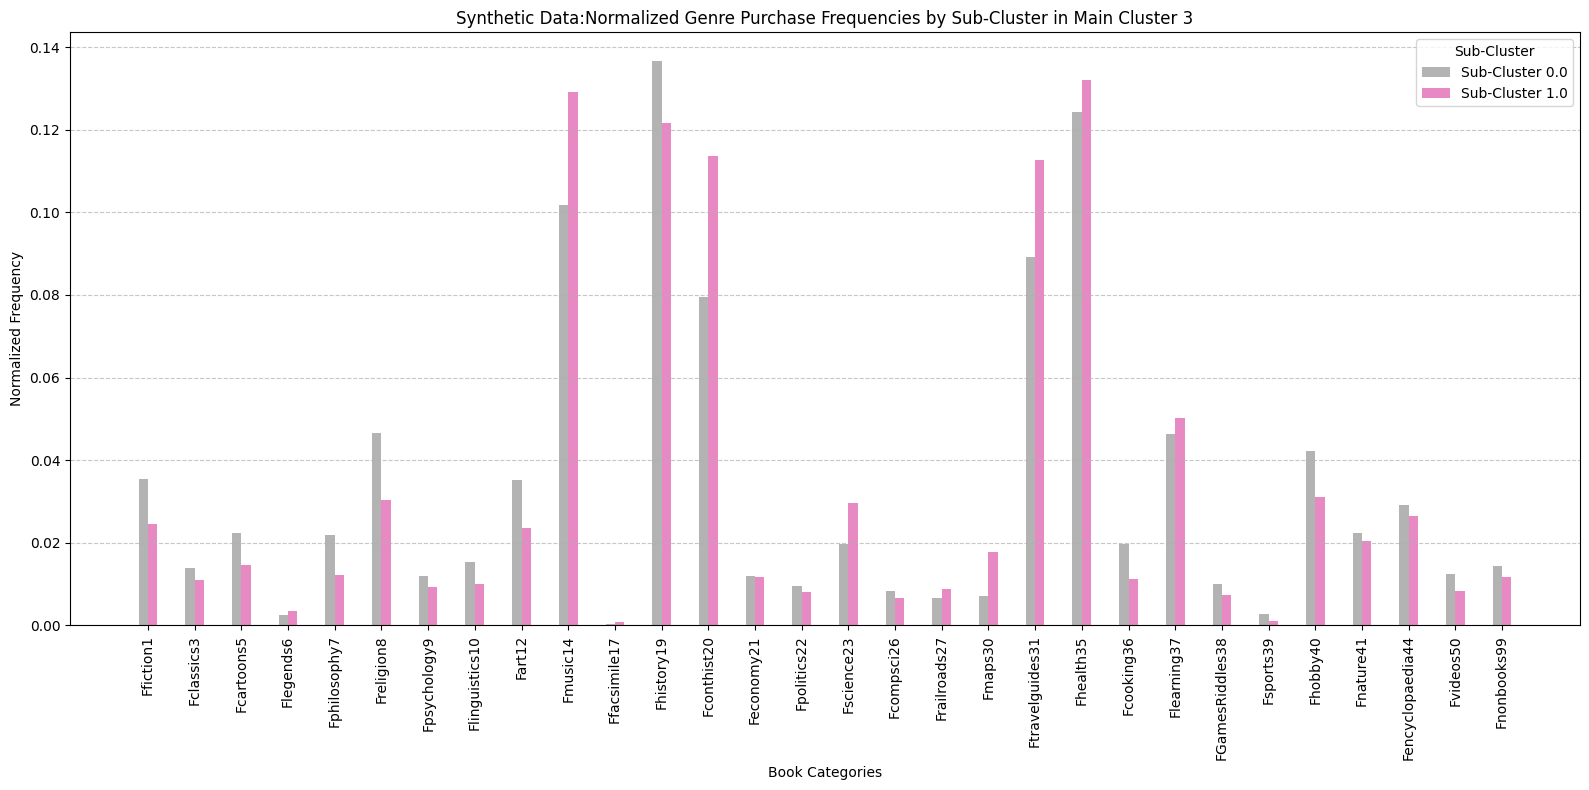 Synthetic Data:Normalized Genre Purchase Frequencies by Sub-Cluster in Main Cluster 3
Sub-Cluster
Sub-Cluster 0.0
Sub-Cluster 1.0
Normalized Frequency
0.14
0.12
0.10
0.08
0.06
0.04
0.02
0.00
Ffiction1
Fclassics3
Fcartoons5
Flegends6
Fphilosophy7
Freligion8
Fpsychology9
Flinguistics10
Fart12
Fmusic14
Ffacsimile17
Fhistory19
Fconthist20
Feconomy21
Fpolitics22
Fscience23
Fcompsci26
Frailroads27
Fmaps30
Ftravelguides31
Fhealth35
Fcooking36
Flearning37
FGamesRiddles38
Fsports39
Fhobby40
Fnature41
Fencyclopaedia44
Fvideos50
Fnonbooks99
Book Categories